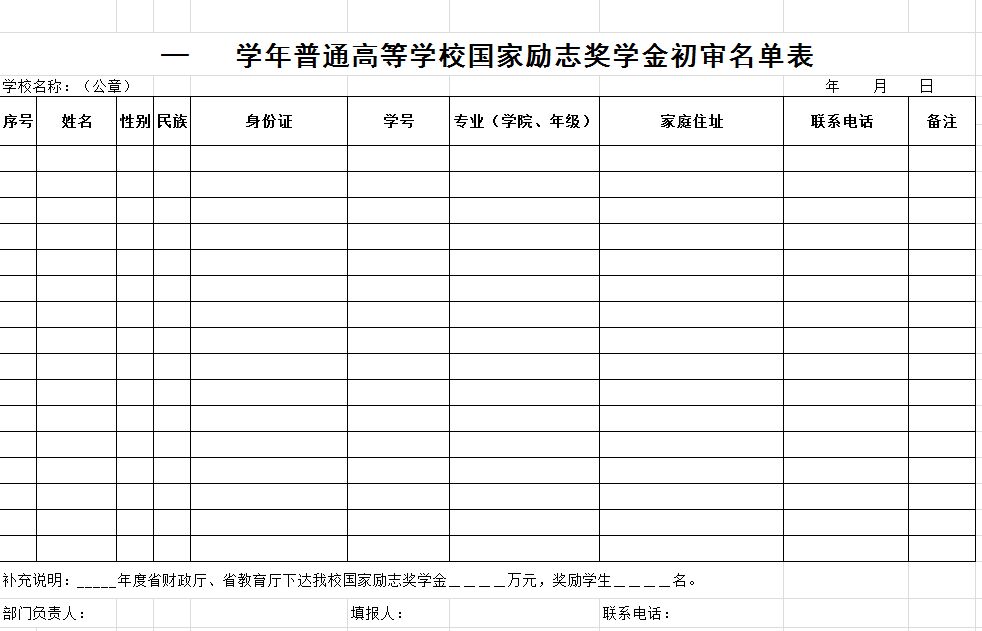 —　　学年普通高等学校国家励志奖学金初审名单表
学校名称：（公章）　　年　　月　　日
序号 姓名 性别 民族 身份证 学号 专业（学院、年级） 家庭住址 联系电话 备注
补充说明：_____年度省财政厅、省教育厅下达我校国家励志奖学金＿＿＿＿万元，奖励学生＿＿＿＿名。
部门负责人：　　填报人：　　联系电话：